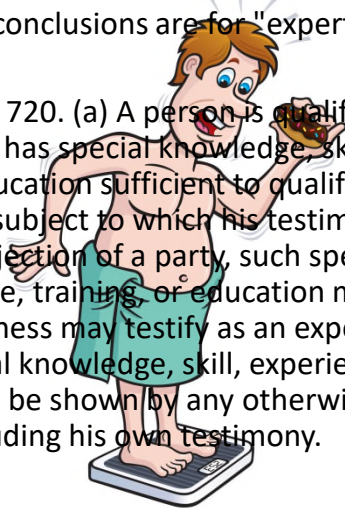 conclusions are for "exper
720. (a) A person is qualif
has special knowledge, sk
ucation sufficient to qualif
subject to which his testim
jection of a party, such spe
e, training, or education m
ness may testify as an expe
l knowledge, skill, experie
be shown by any otherwi
uding his own testimony.